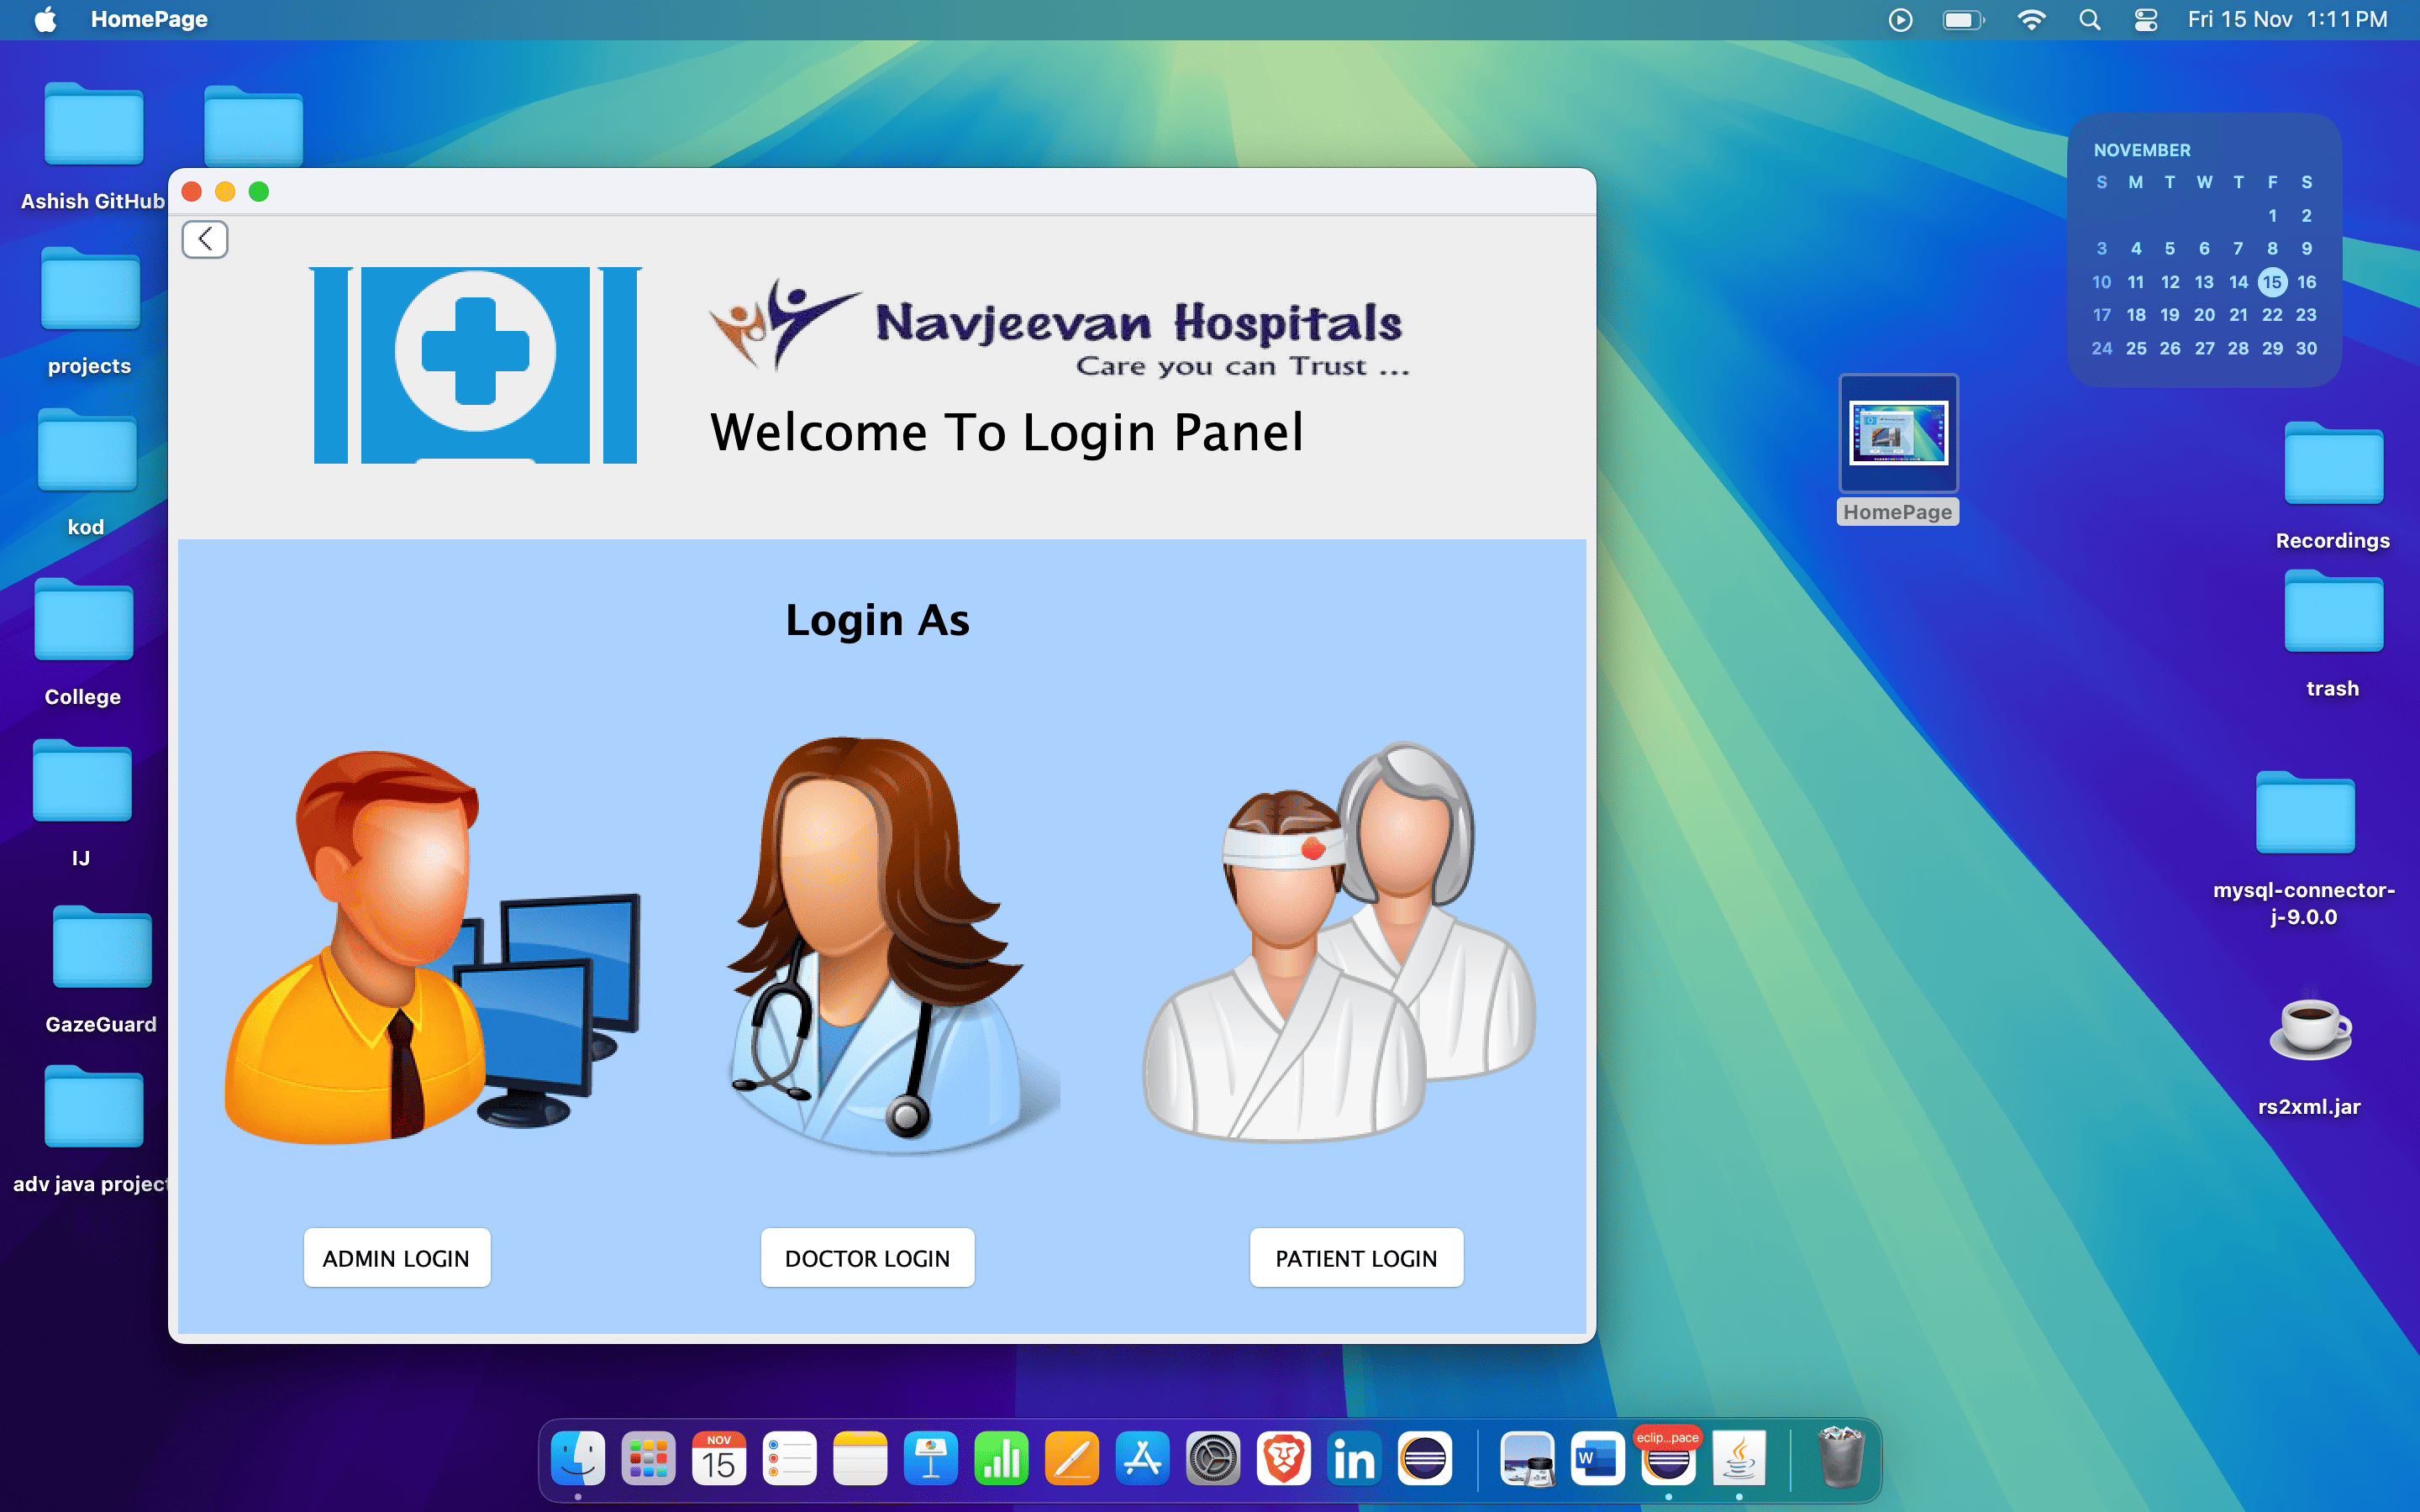 HomePage
Fri 15 Nov 1:11 PM
Ashish GitHub
projects
kod
College
IJ
GazeGuard
adv java project
Navjeevan Hospitals
Care you can Trust ...
Welcome To Login Panel
Login As
ADMIN LOGIN
DOCTOR LOGIN
PATIENT LOGIN
NOVEMBER
S M T W T F S
1 2
3 4 5 6 7 8 9
10 11 12 13 14 15 16
17 18 19 20 21 22 23
24 25 26 27 28 29 30
HomePage
Recordings
trash
mysql-connector-
j-9.0.0
rs2xml.jar
NOV
15
in
W
eclip...pace